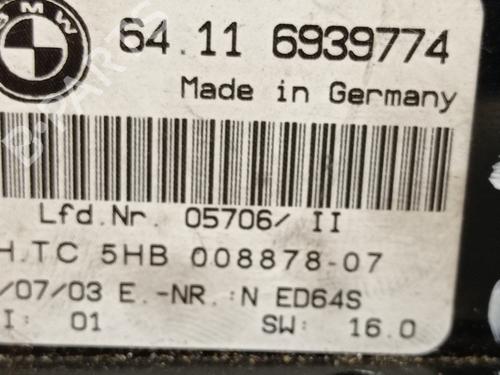 BMW
64.11 6939774
Made in Germany
Lfd.Nr. 05706/ II
H.TC 5HB 008878-07
/07/03 E.-NR.:N ED64S
I: 01 SW: 16.0